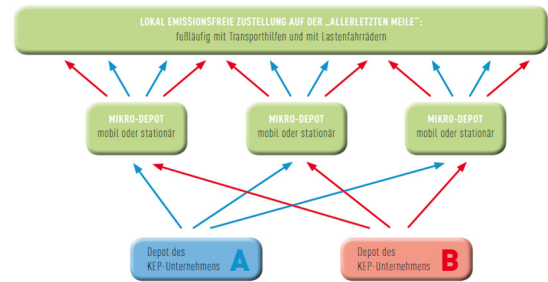 LOKAL EMISSIONSFREIE ZUSTELLUNG AUF DER „ALLERLETZTEN MEILE“:
fußläufig mit Transporthilfen und mit Lastenfahrrädern
MIKRO-DEPOT
mobil oder stationär
MIKRO-DEPOT
mobil oder stationär
MIKRO-DEPOT
mobil oder stationär
Depot des
KEP-Unternehmens A
Depot des
KEP-Unternehmens B